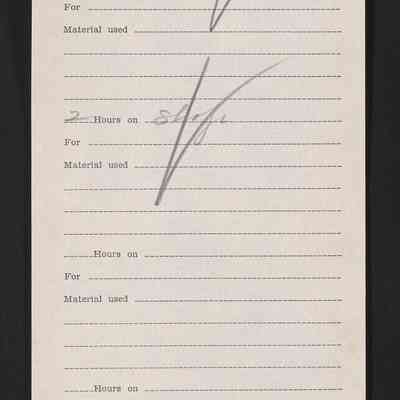 For
Material used
2 Hours on Shop
For
Material used
Hours on
For
Material used
Hours on